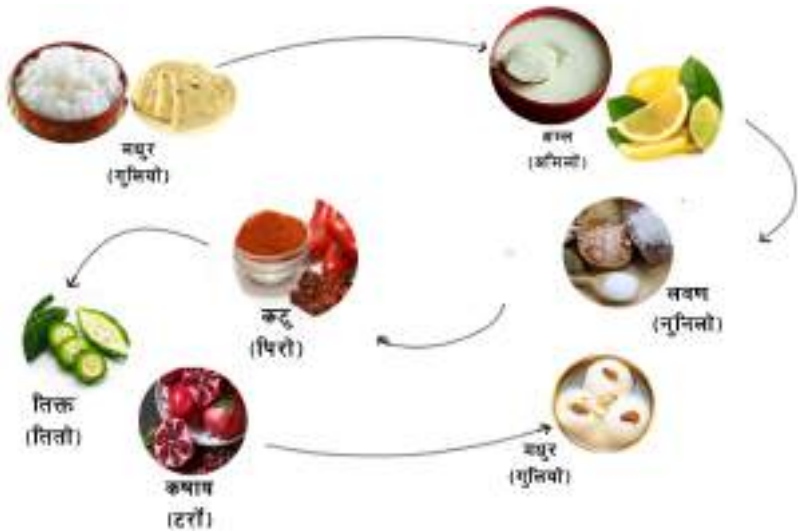 मधुर
(गुलियो)
अम्ल
(अमिलो)
लवण
(नुनिलो)
कटु
(पिरो)
तिक्त
(तितो)
कषाय
(टर्रो)
मधुर
(गुलियो)